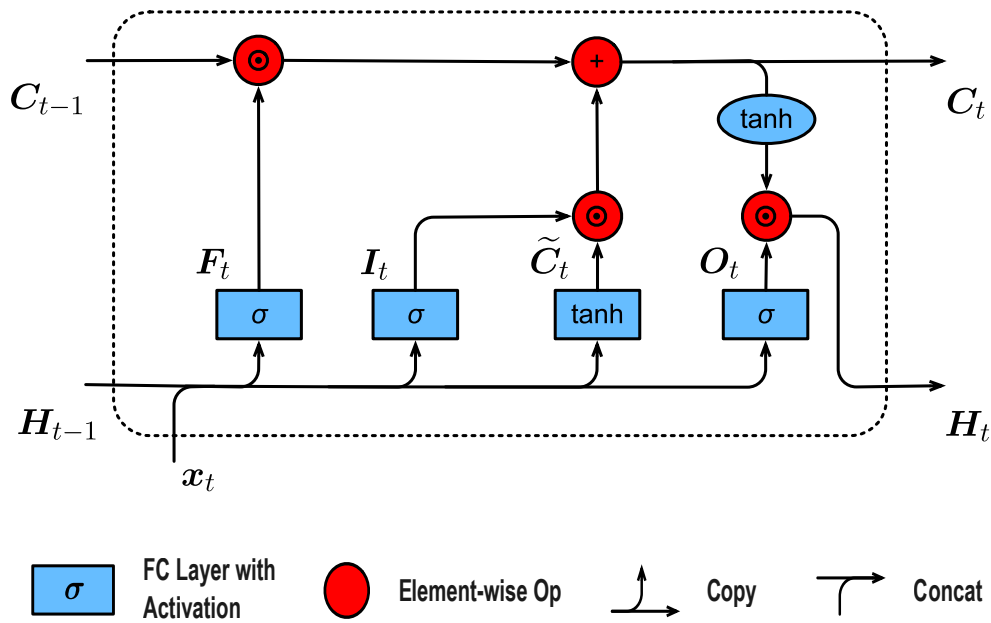 ⊙ +
C_{t−1} C_t
tanh
⊙ ⊙
F_t I_t C̃_t O_t
σ σ tanh σ
H_{t−1} H_t
x_t
σ FC Layer with Activation Element-wise Op Copy Concat